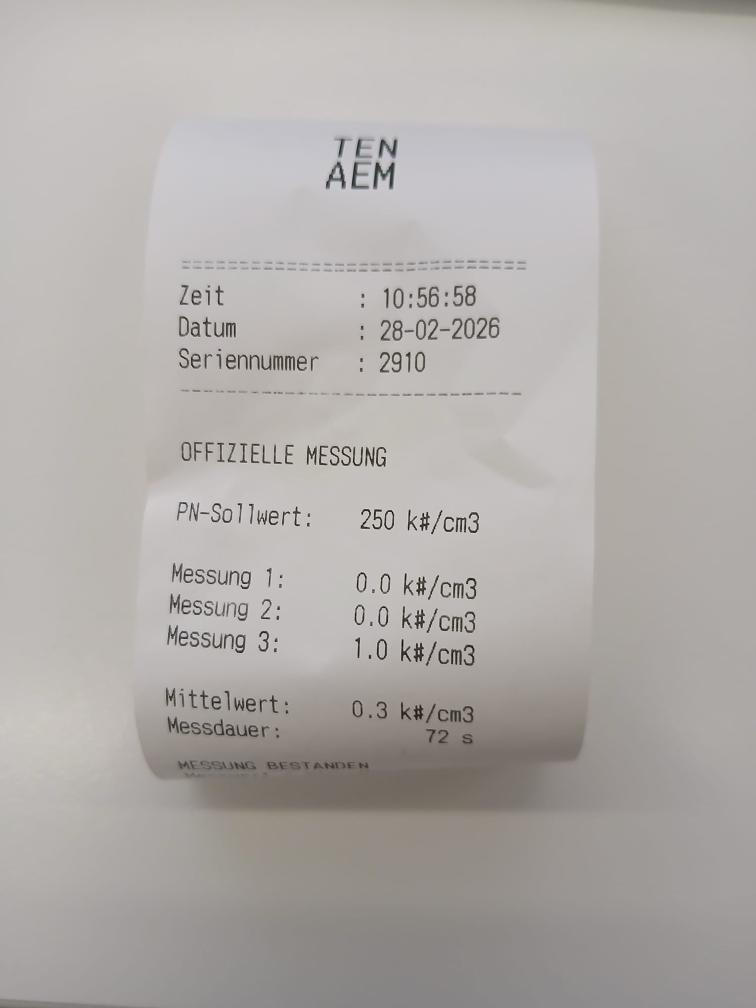 TEN
AEM
===========================================
Zeit : 10:56:58
Datum : 28-02-2026
Seriennummer : 2910
-------------------------------------------
OFFIZIELLE MESSUNG
PN-Sollwert: 250 k#/cm3
Messung 1: 0.0 k#/cm3
Messung 2: 0.0 k#/cm3
Messung 3: 1.0 k#/cm3
Mittelwert: 0.3 k#/cm3
Messdauer: 72 s
MESSUNG BESTANDEN